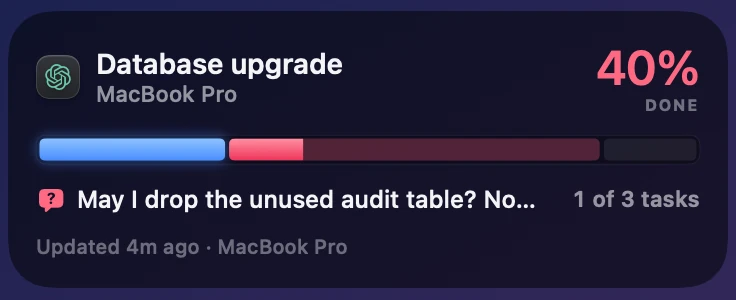 Database upgrade
MacBook Pro
40%
DONE
?
May I drop the unused audit table? No...
1 of 3 tasks
Updated 4m ago · MacBook Pro